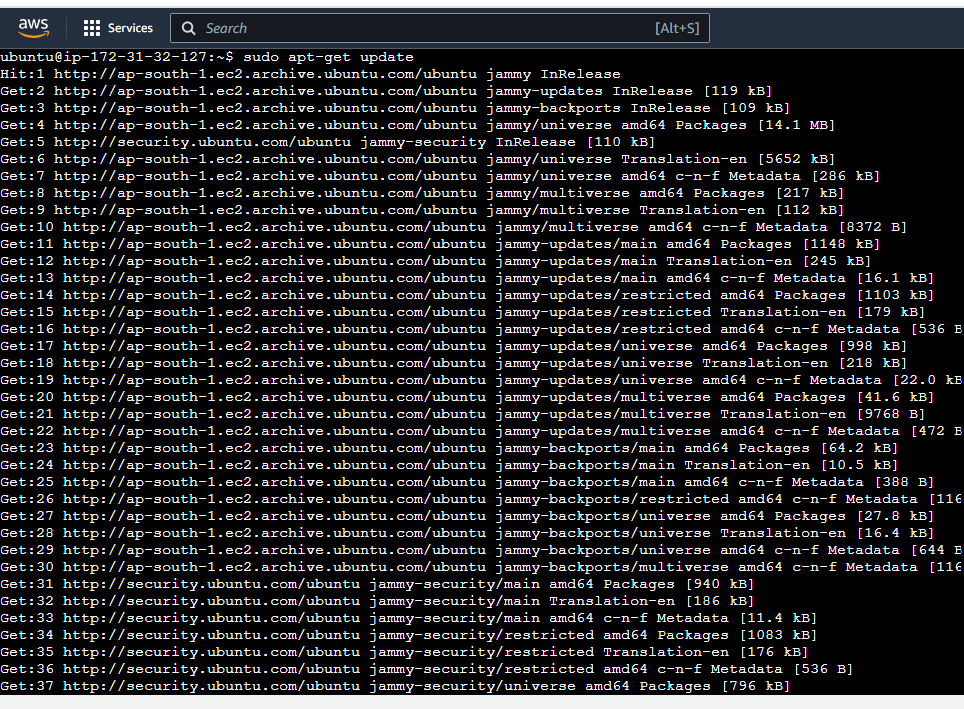 aws Services Search [Alt+S]
ubuntu@ip-172-31-32-127:~$ sudo apt-get update
Hit:1 http://ap-south-1.ec2.archive.ubuntu.com/ubuntu jammy InRelease
Get:2 http://ap-south-1.ec2.archive.ubuntu.com/ubuntu jammy-updates InRelease [119 kB]
Get:3 http://ap-south-1.ec2.archive.ubuntu.com/ubuntu jammy-backports InRelease [109 kB]
Get:4 http://ap-south-1.ec2.archive.ubuntu.com/ubuntu jammy/universe amd64 Packages [14.1 MB]
Get:5 http://security.ubuntu.com/ubuntu jammy-security InRelease [110 kB]
Get:6 http://ap-south-1.ec2.archive.ubuntu.com/ubuntu jammy/universe Translation-en [5652 kB]
Get:7 http://ap-south-1.ec2.archive.ubuntu.com/ubuntu jammy/universe amd64 c-n-f Metadata [286 kB]
Get:8 http://ap-south-1.ec2.archive.ubuntu.com/ubuntu jammy/multiverse amd64 Packages [217 kB]
Get:9 http://ap-south-1.ec2.archive.ubuntu.com/ubuntu jammy/multiverse Translation-en [112 kB]
Get:10 http://ap-south-1.ec2.archive.ubuntu.com/ubuntu jammy/multiverse amd64 c-n-f Metadata [8372 B]
Get:11 http://ap-south-1.ec2.archive.ubuntu.com/ubuntu jammy-updates/main amd64 Packages [1148 kB]
Get:12 http://ap-south-1.ec2.archive.ubuntu.com/ubuntu jammy-updates/main Translation-en [245 kB]
Get:13 http://ap-south-1.ec2.archive.ubuntu.com/ubuntu jammy-updates/main amd64 c-n-f Metadata [16.1 kB]
Get:14 http://ap-south-1.ec2.archive.ubuntu.com/ubuntu jammy-updates/restricted amd64 Packages [1103 kB]
Get:15 http://ap-south-1.ec2.archive.ubuntu.com/ubuntu jammy-updates/restricted Translation-en [179 kB]
Get:16 http://ap-south-1.ec2.archive.ubuntu.com/ubuntu jammy-updates/restricted amd64 c-n-f Metadata [536 B
Get:17 http://ap-south-1.ec2.archive.ubuntu.com/ubuntu jammy-updates/universe amd64 Packages [998 kB]
Get:18 http://ap-south-1.ec2.archive.ubuntu.com/ubuntu jammy-updates/universe Translation-en [218 kB]
Get:19 http://ap-south-1.ec2.archive.ubuntu.com/ubuntu jammy-updates/universe amd64 c-n-f Metadata [22.0 kB
Get:20 http://ap-south-1.ec2.archive.ubuntu.com/ubuntu jammy-updates/multiverse amd64 Packages [41.6 kB]
Get:21 http://ap-south-1.ec2.archive.ubuntu.com/ubuntu jammy-updates/multiverse Translation-en [9768 B]
Get:22 http://ap-south-1.ec2.archive.ubuntu.com/ubuntu jammy-updates/multiverse amd64 c-n-f Metadata [472 B
Get:23 http://ap-south-1.ec2.archive.ubuntu.com/ubuntu jammy-backports/main amd64 Packages [64.2 kB]
Get:24 http://ap-south-1.ec2.archive.ubuntu.com/ubuntu jammy-backports/main Translation-en [10.5 kB]
Get:25 http://ap-south-1.ec2.archive.ubuntu.com/ubuntu jammy-backports/main amd64 c-n-f Metadata [388 B]
Get:26 http://ap-south-1.ec2.archive.ubuntu.com/ubuntu jammy-backports/restricted amd64 c-n-f Metadata [116
Get:27 http://ap-south-1.ec2.archive.ubuntu.com/ubuntu jammy-backports/universe amd64 Packages [27.8 kB]
Get:28 http://ap-south-1.ec2.archive.ubuntu.com/ubuntu jammy-backports/universe Translation-en [16.4 kB]
Get:29 http://ap-south-1.ec2.archive.ubuntu.com/ubuntu jammy-backports/universe amd64 c-n-f Metadata [644 B
Get:30 http://ap-south-1.ec2.archive.ubuntu.com/ubuntu jammy-backports/multiverse amd64 c-n-f Metadata [116
Get:31 http://security.ubuntu.com/ubuntu jammy-security/main amd64 Packages [940 kB]
Get:32 http://security.ubuntu.com/ubuntu jammy-security/main Translation-en [186 kB]
Get:33 http://security.ubuntu.com/ubuntu jammy-security/main amd64 c-n-f Metadata [11.4 kB]
Get:34 http://security.ubuntu.com/ubuntu jammy-security/restricted amd64 Packages [1083 kB]
Get:35 http://security.ubuntu.com/ubuntu jammy-security/restricted Translation-en [176 kB]
Get:36 http://security.ubuntu.com/ubuntu jammy-security/restricted amd64 c-n-f Metadata [536 B]
Get:37 http://security.ubuntu.com/ubuntu jammy-security/universe amd64 Packages [796 kB]